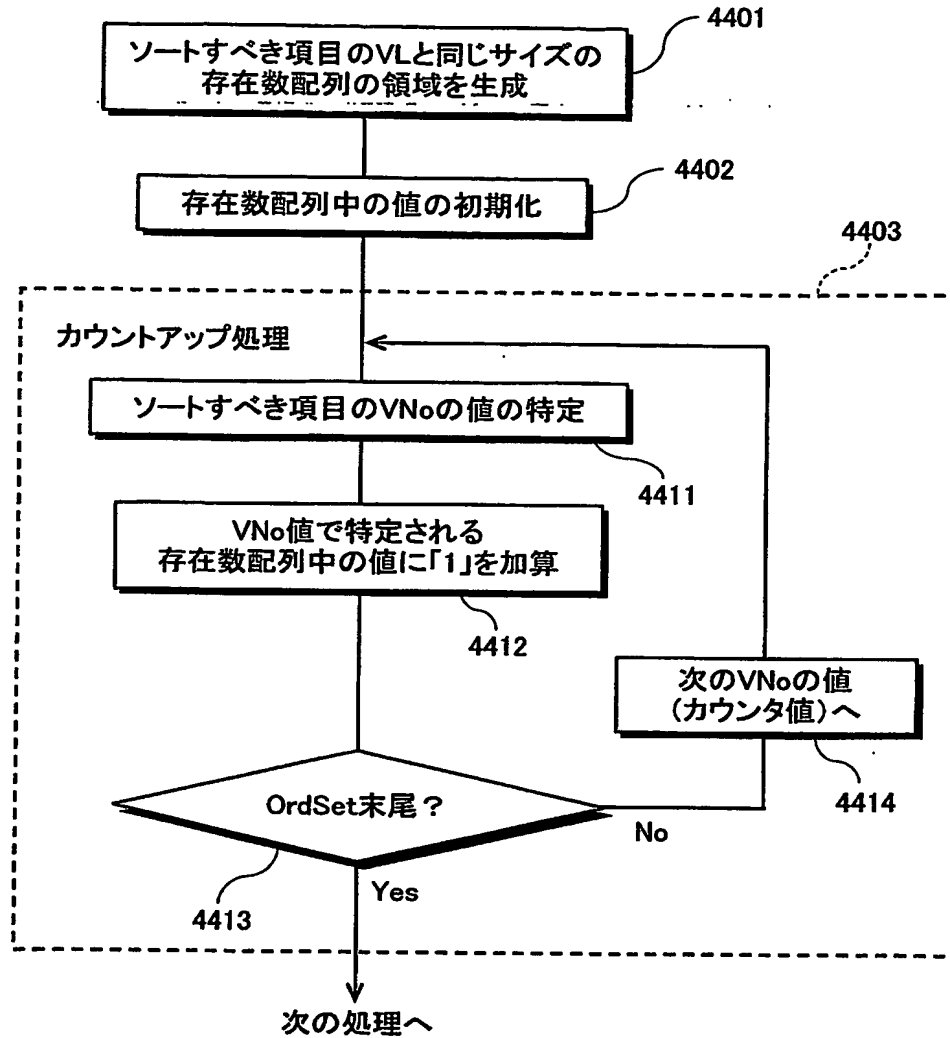 ソートすべき項目のVLと同じサイズの
存在数配列の領域を生成
4401
存在数配列中の値の初期化
4402
4403
カウントアップ処理
ソートすべき項目のVNoの値の特定
4411
VNo値で特定される
存在数配列中の値に「1」を加算
4412
次のVNoの値
(カウンタ値)へ
4414
OrdSet末尾?
No
4413
Yes
次の処理へ